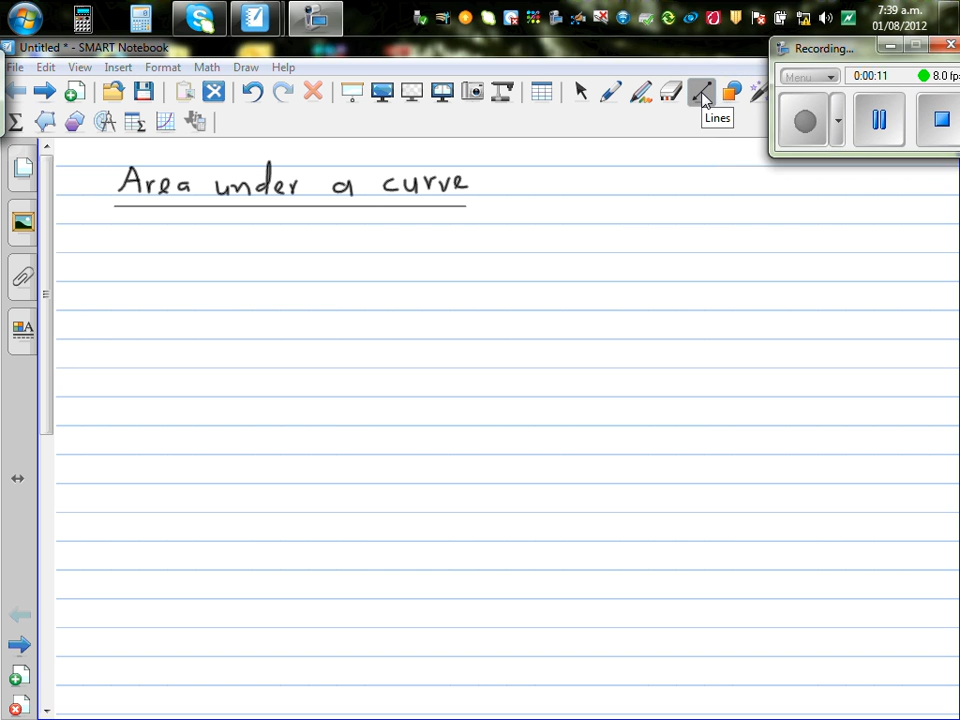 7:39 a.m.
01/08/2012
Untitled * - SMART Notebook
File Edit View Insert Format Math Draw Help
Recording...
Menu 0:00:11 8.0 fp
Lines
Area under a curve